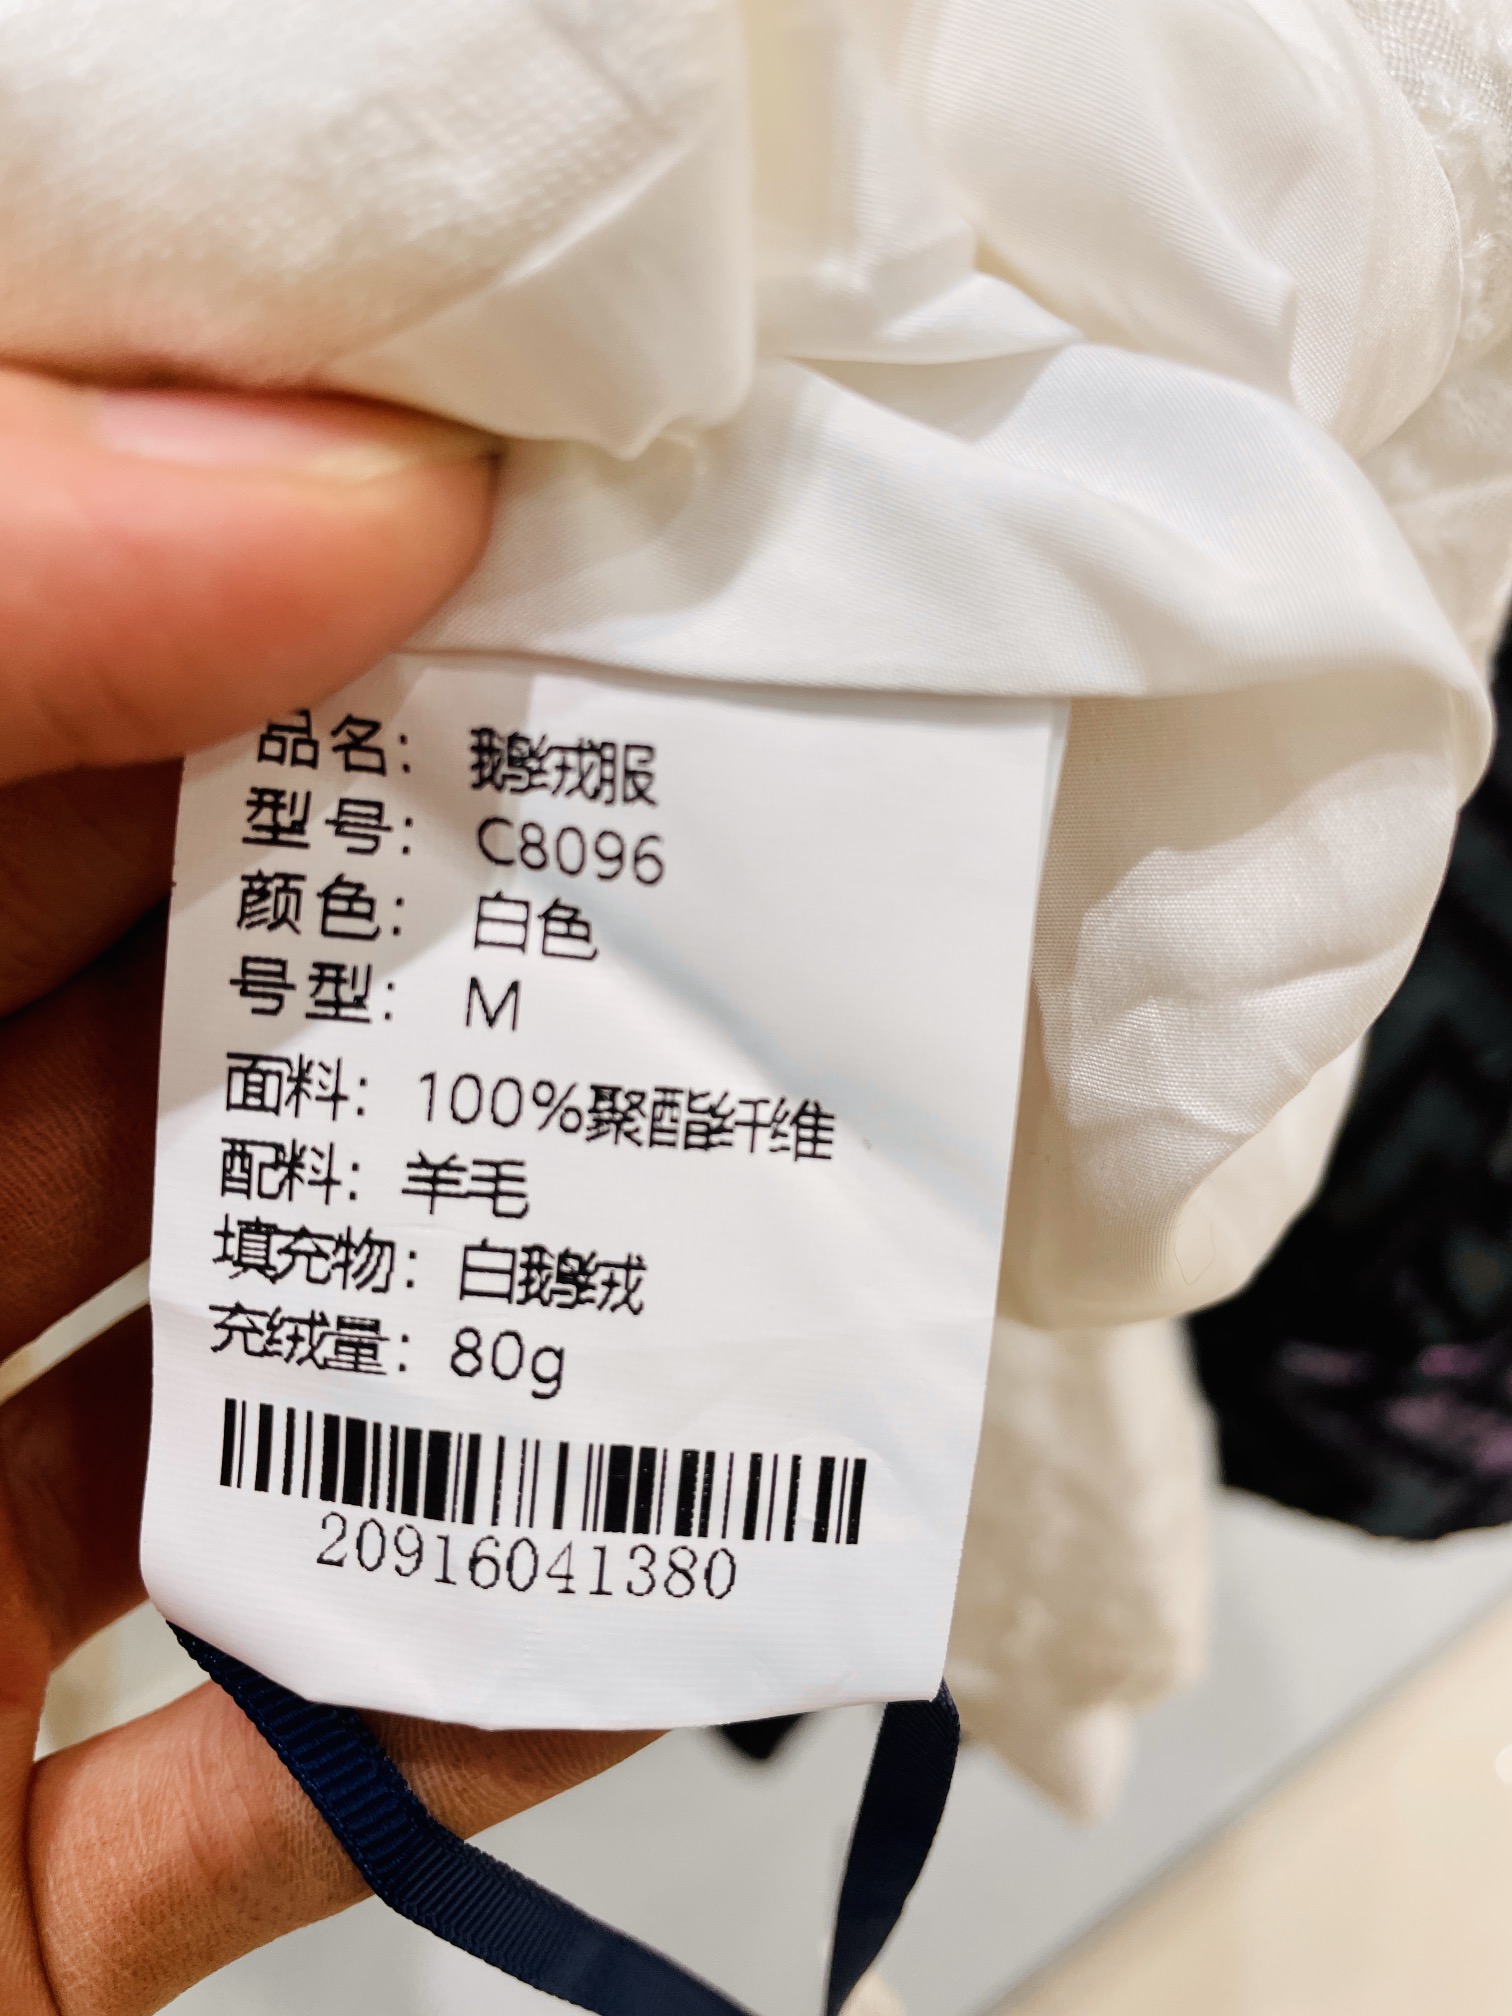 品名: 鹅绒服
型号: C8096
颜色: 白色
号型: M
面料: 100%聚酯纤维
配料: 羊毛
填充物: 白鹅绒
充绒量: 80g
20916041380